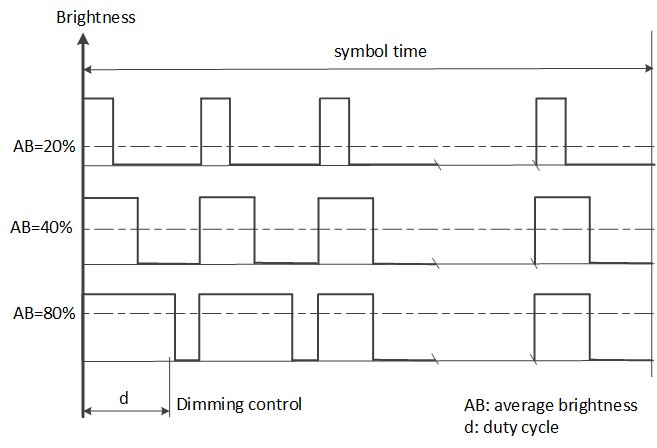 Brightness
symbol time
AB=20%
AB=40%
AB=80%
d
Dimming control
AB: average brightness
d: duty cycle